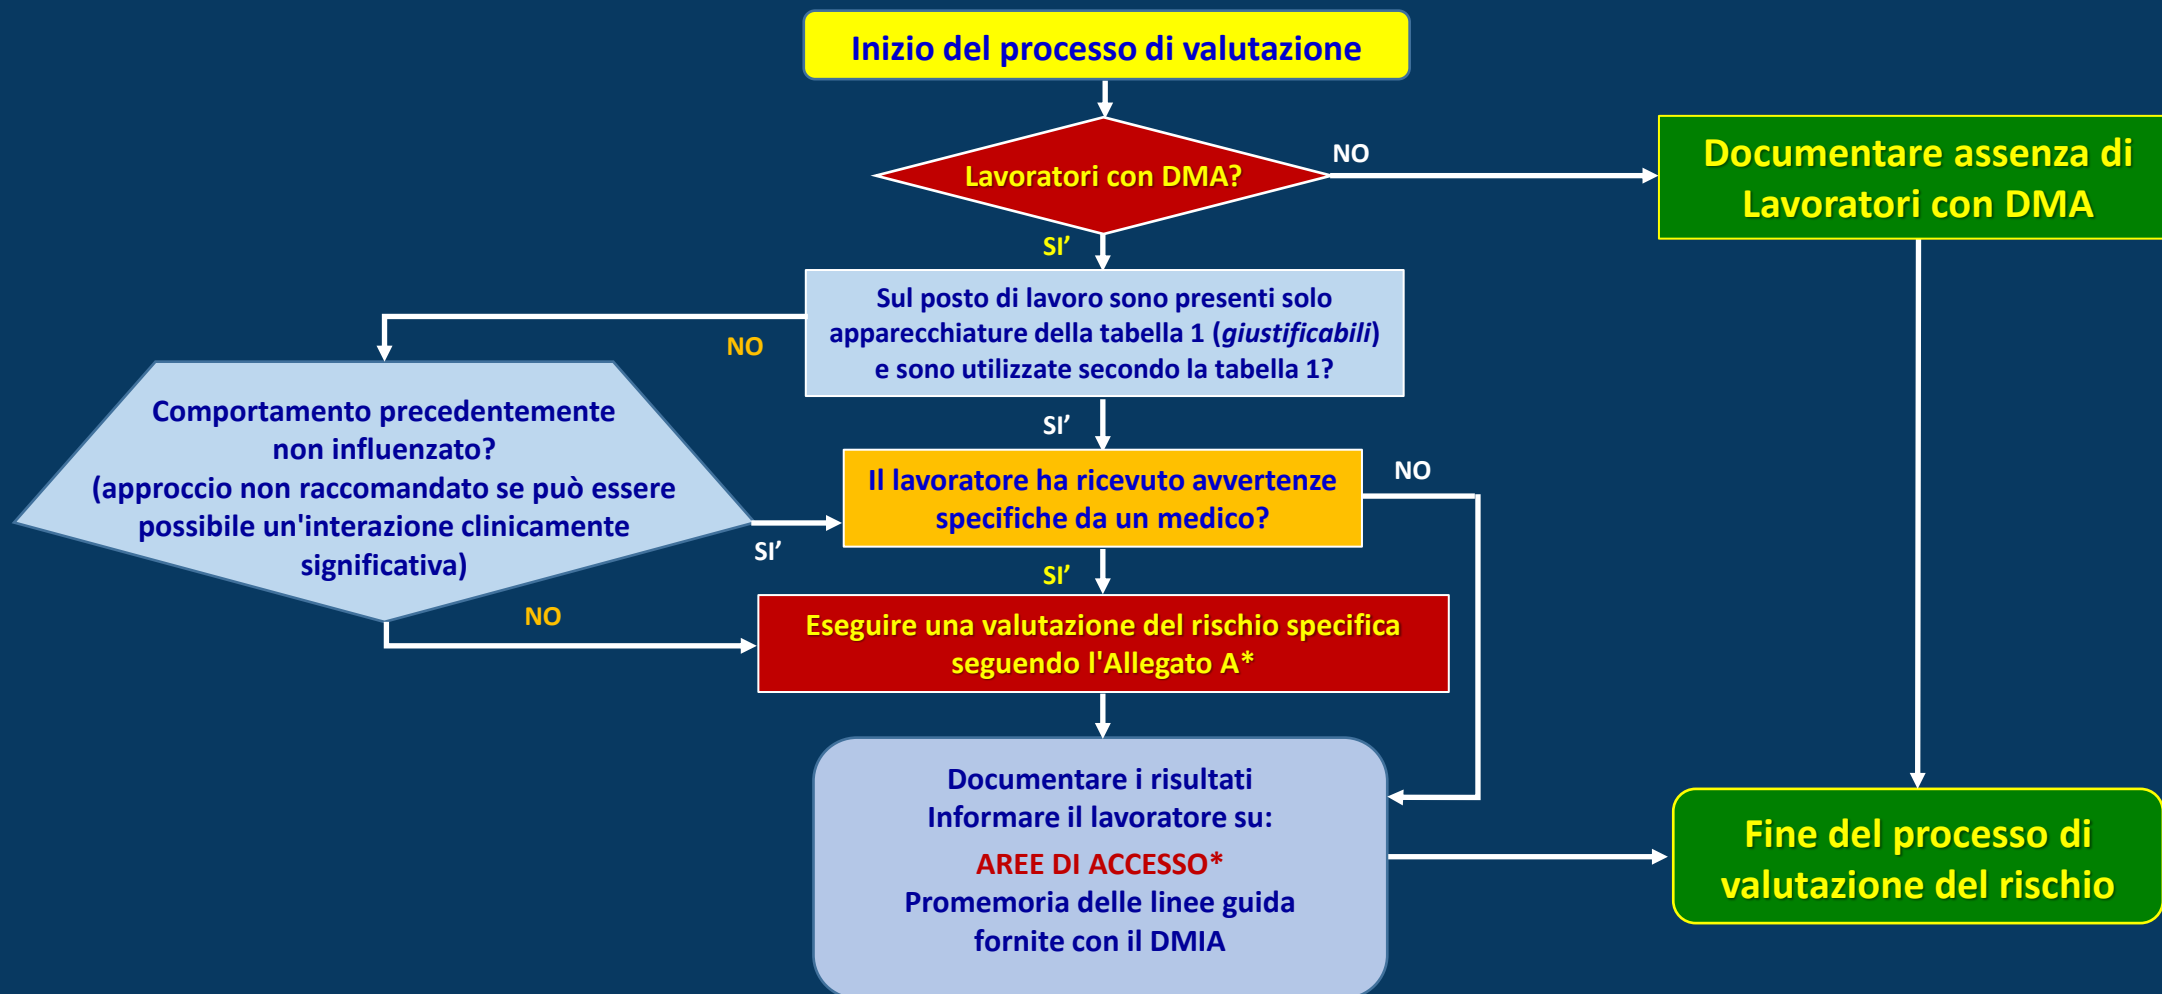 Inizio del processo di valutazione
Lavoratori con DMA?
NO
Documentare assenza di
Lavoratori con DMA
SI’
Sul posto di lavoro sono presenti solo
apparecchiature della tabella 1 (giustificabili)
e sono utilizzate secondo la tabella 1?
NO
SI’
Comportamento precedentemente
non influenzato?
(approccio non raccomandato se può essere
possibile un'interazione clinicamente
significativa)
SI’
NO
Il lavoratore ha ricevuto avvertenze
specifiche da un medico?
NO
SI’
Eseguire una valutazione del rischio specifica
seguendo l'Allegato A*
Documentare i risultati
Informare il lavoratore su:
AREE DI ACCESSO*
Promemoria delle linee guida
fornite con il DMIA
Fine del processo di
valutazione del rischio